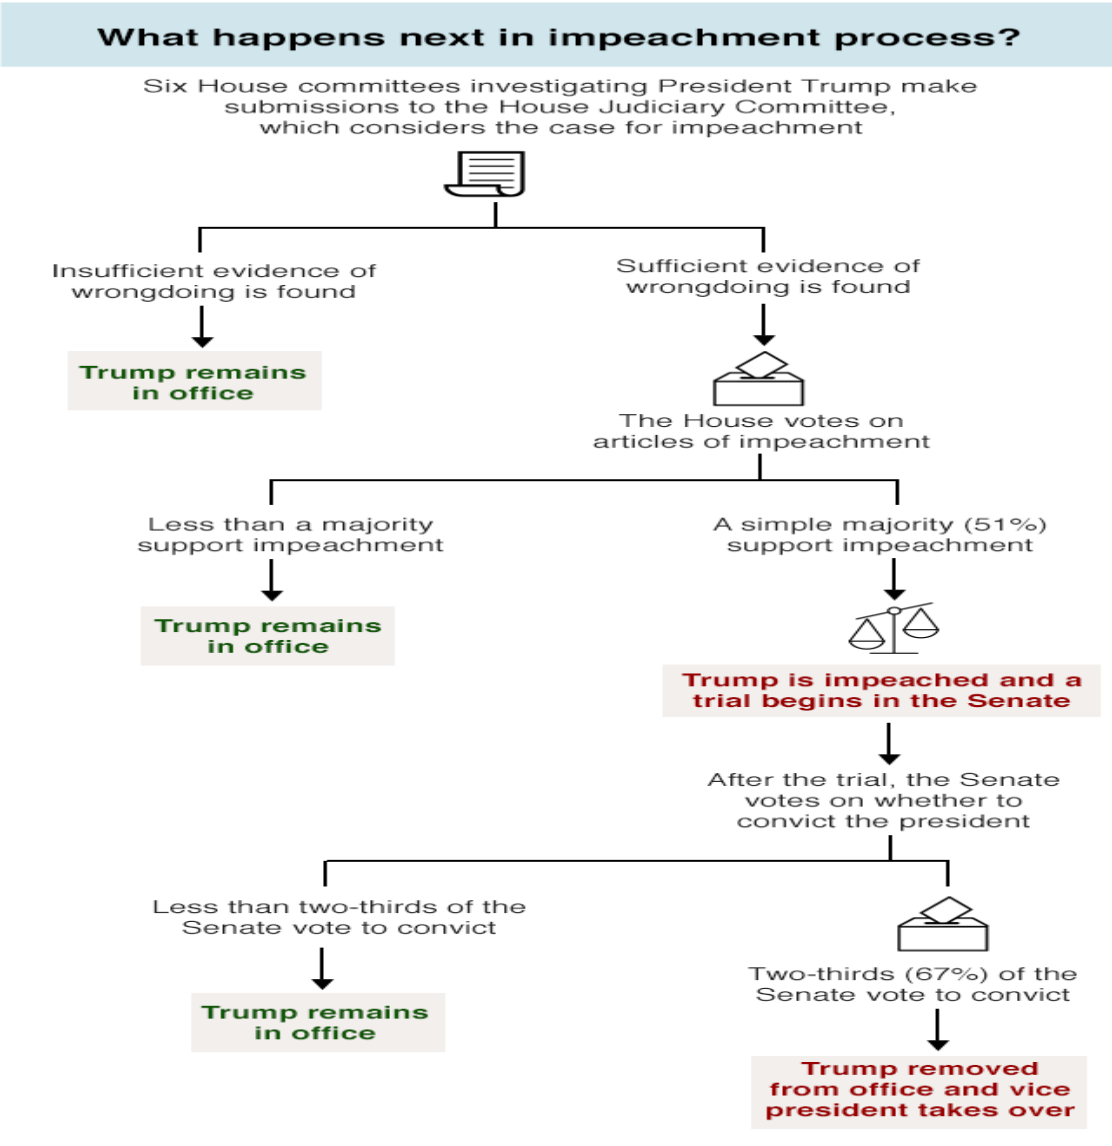 What happens next in impeachment process?
Six House committees investigating President Trump make
submissions to the House Judiciary Committee,
which considers the case for impeachment
Insufficient evidence of
wrongdoing is found
Sufficient evidence of
wrongdoing is found
Trump remains
in office
The House votes on
articles of impeachment
Less than a majority
support impeachment
A simple majority (51%)
support impeachment
Trump remains
in office
Trump is impeached and a
trial begins in the Senate
After the trial, the Senate
votes on whether to
convict the president
Less than two-thirds of the
Senate vote to convict
Two-thirds (67%) of the
Senate vote to convict
Trump remains
in office
Trump removed
from office and vice
president takes over